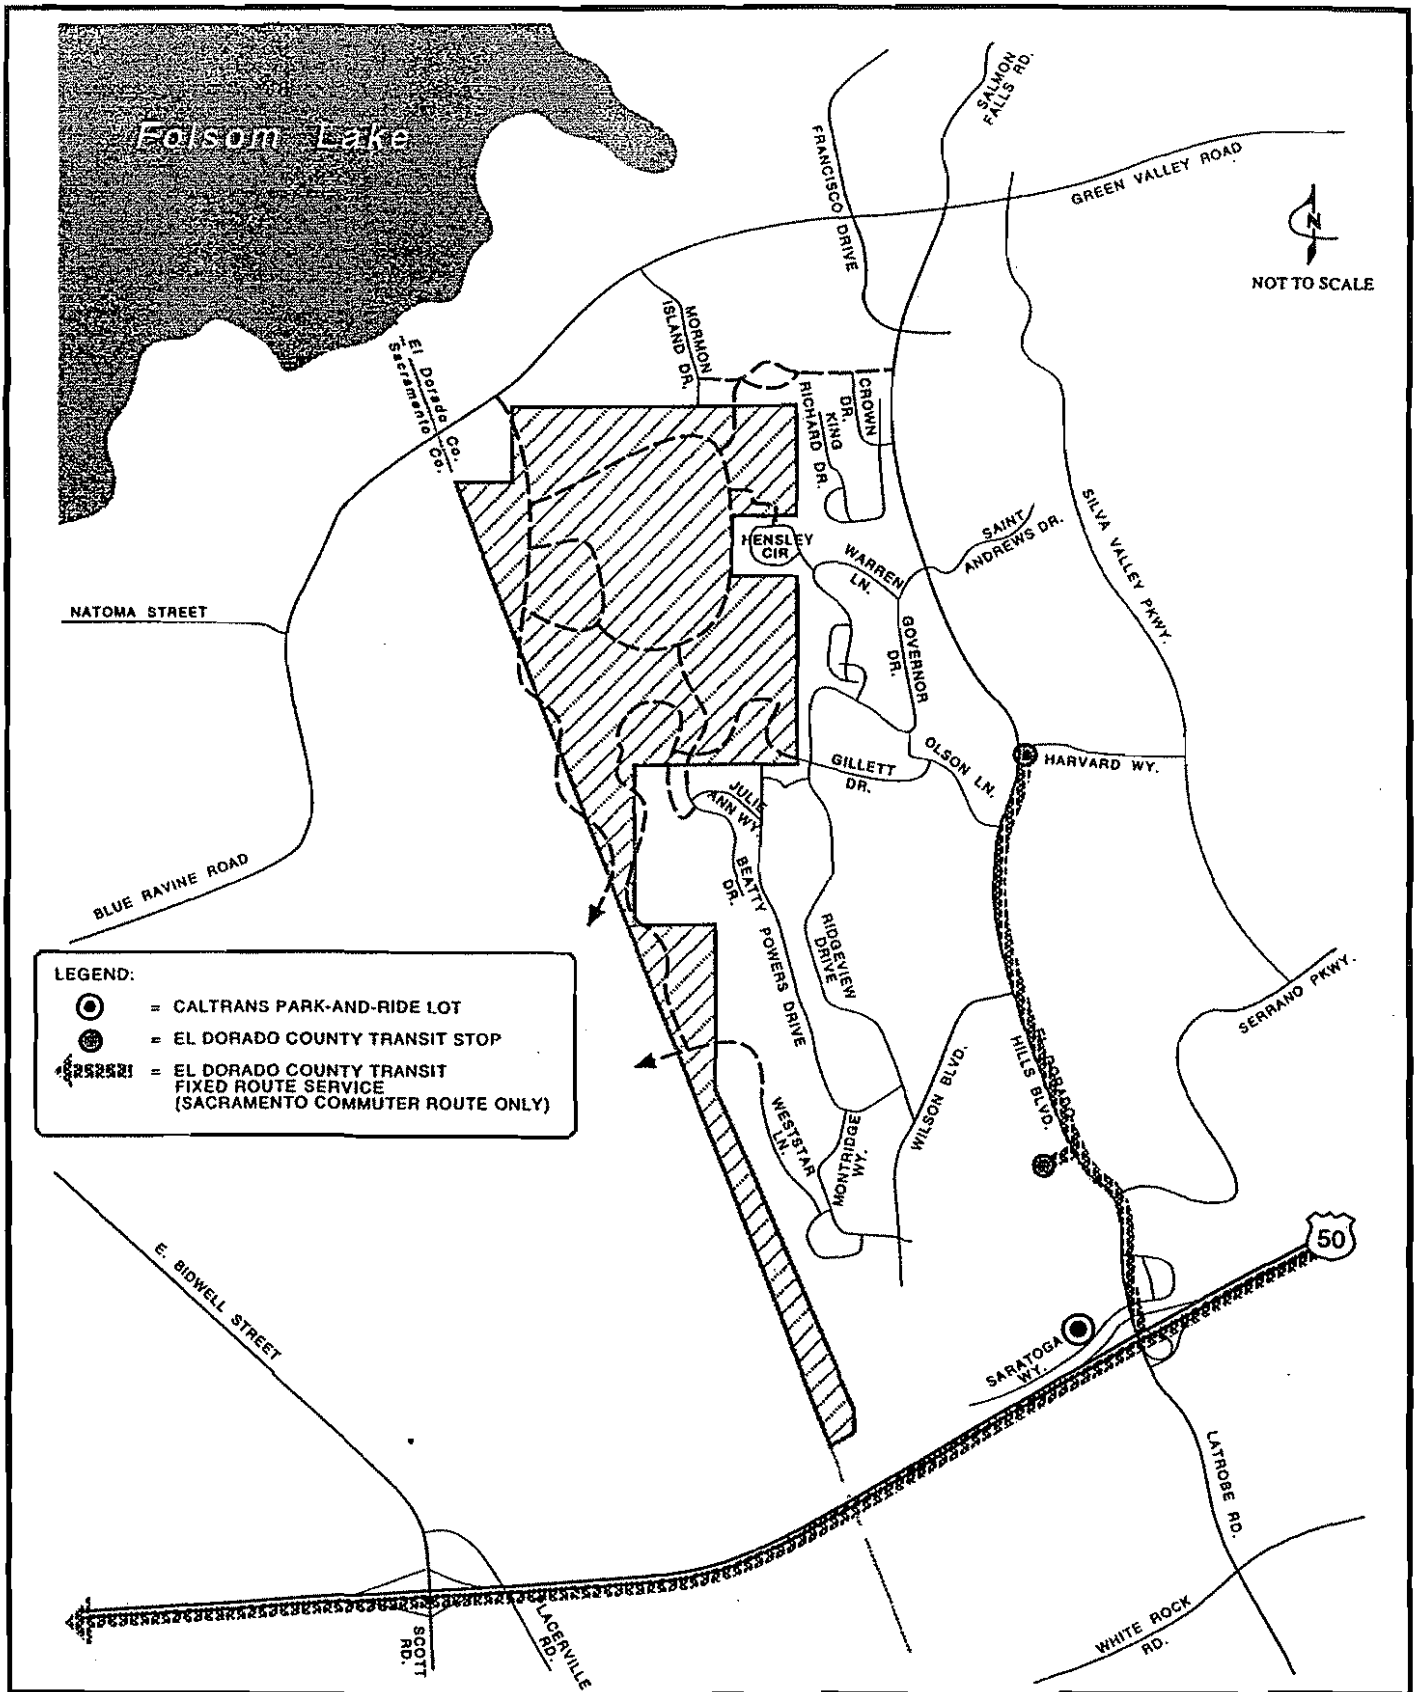 Folsom Lake
FRANCISCO DRIVE
SALMON
FALLS RD.
GREEN VALLEY ROAD
N
NOT TO SCALE
MORMON
ISLAND DR.
El Dorado Co.
Sacramento Co.
CROWN
DR.
KING
RICHARD DR.
HENSLEY
CIR
WARREN
LN.
SAINT
ANDREWS DR.
SILVA VALLEY PKWY.
NATOMA STREET
GOVERNOR
DR.
OLSON LN.
HARVARD WY.
GILLETT
DR.
JULIE
ANN WY.
BEATTY
DR.
POWERS DRIVE
RIDGEVIEW
DRIVE
BLUE RAVINE ROAD
SERRANO PKWY.
LEGEND:
= CALTRANS PARK-AND-RIDE LOT
= EL DORADO COUNTY TRANSIT STOP
= EL DORADO COUNTY TRANSIT
FIXED ROUTE SERVICE
(SACRAMENTO COMMUTER ROUTE ONLY)
EL DORADO
HILLS BLVD.
WILSON BLVD.
WESTSTAR
LN.
MONTRIDGE
WY.
E. BIDWELL STREET
50
SARATOGA
WY.
LATROBE RD.
WHITE ROCK
RD.
SCOTT
RD.
LACERVILLE
RD.